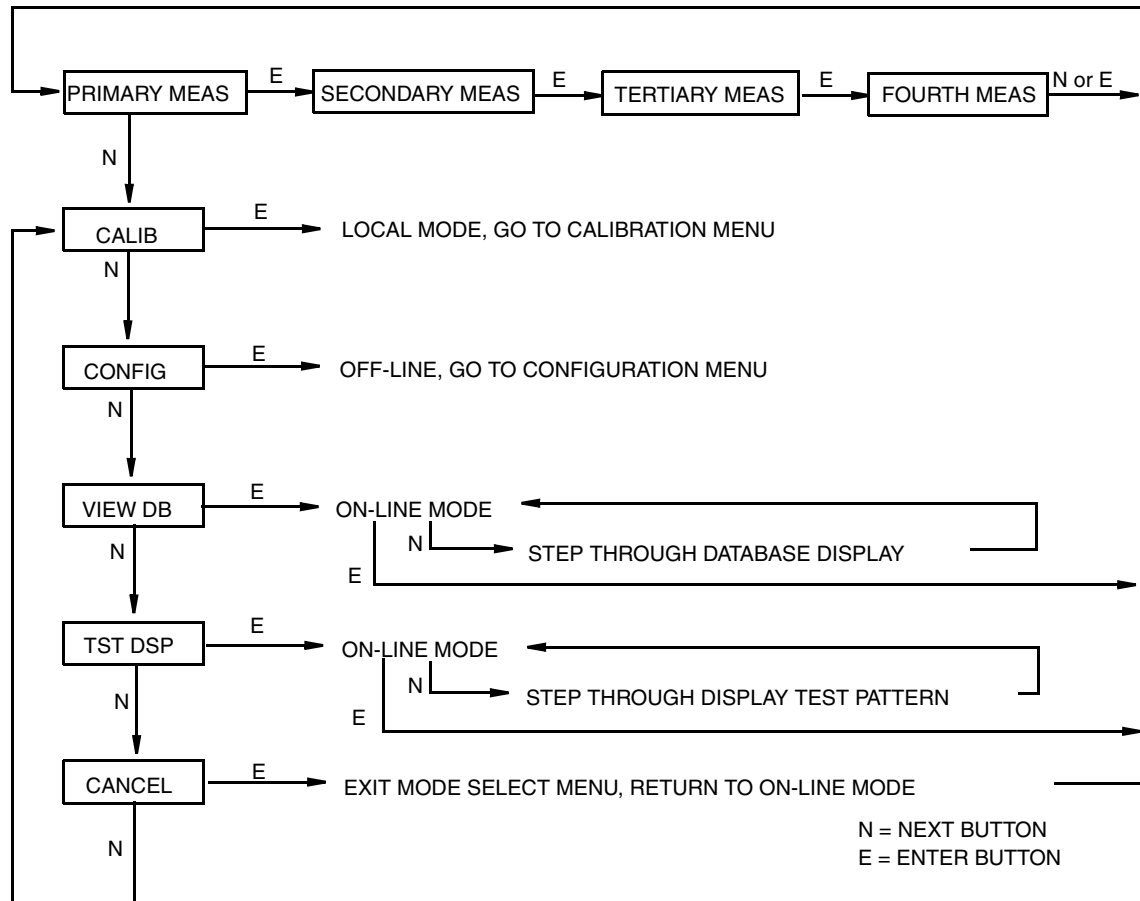 E
E
E
N or E
PRIMARY MEAS
SECONDARY MEAS
TERTIARY MEAS
FOURTH MEAS
N
E
CALIB
LOCAL MODE, GO TO CALIBRATION MENU
N
E
CONFIG
OFF-LINE, GO TO CONFIGURATION MENU
N
E
VIEW DB
ON-LINE MODE
N
N
STEP THROUGH DATABASE DISPLAY
E
E
TST DSP
ON-LINE MODE
N
N
STEP THROUGH DISPLAY TEST PATTERN
E
E
CANCEL
EXIT MODE SELECT MENU, RETURN TO ON-LINE MODE
N
N = NEXT BUTTON
E = ENTER BUTTON